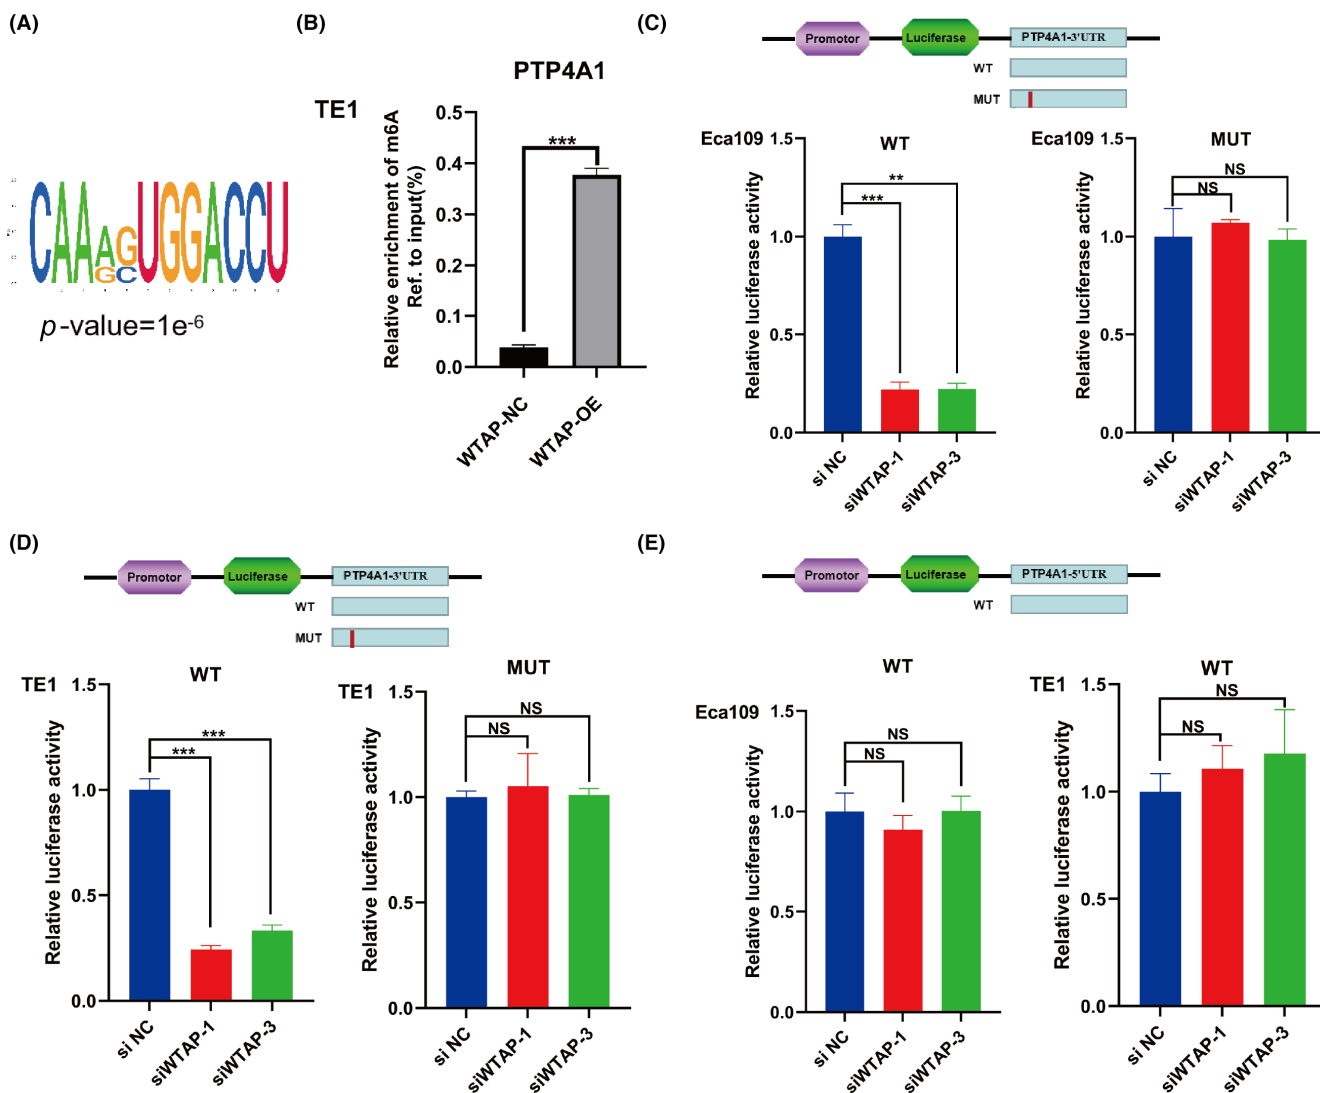 (A)
CAAAGUGGACCU
GC
p-value=1e-6
(B)
PTP4A1
TE1
Relative enrichment of m6A
Ref. to input(%)
0.5
0.4
0.3
0.2
0.1
0.0
***
WTAP-NC
WTAP-OE
(C)
Promotor
Luciferase
PTP4A1-3'UTR
WT
MUT
Eca109
WT
Relative luciferase activity
1.5
1.0
0.5
0.0
**
***
si NC
siWTAP-1
siWTAP-3
Eca109
MUT
Relative luciferase activity
1.5
1.0
0.5
0.0
NS
NS
si NC
siWTAP-1
siWTAP-3
(D)
Promotor
Luciferase
PTP4A1-3'UTR
WT
MUT
TE1
WT
Relative luciferase activity
1.5
1.0
0.5
0.0
***
***
si NC
siWTAP-1
siWTAP-3
TE1
MUT
Relative luciferase activity
1.5
1.0
0.5
0.0
NS
NS
si NC
siWTAP-1
siWTAP-3
(E)
Promotor
Luciferase
PTP4A1-5'UTR
WT
Eca109
WT
Relative luciferase activity
1.5
1.0
0.5
0.0
NS
NS
si NC
siWTAP-1
siWTAP-3
TE1
WT
Relative luciferase activity
1.5
1.0
0.5
0.0
NS
NS
si NC
siWTAP-1
siWTAP-3